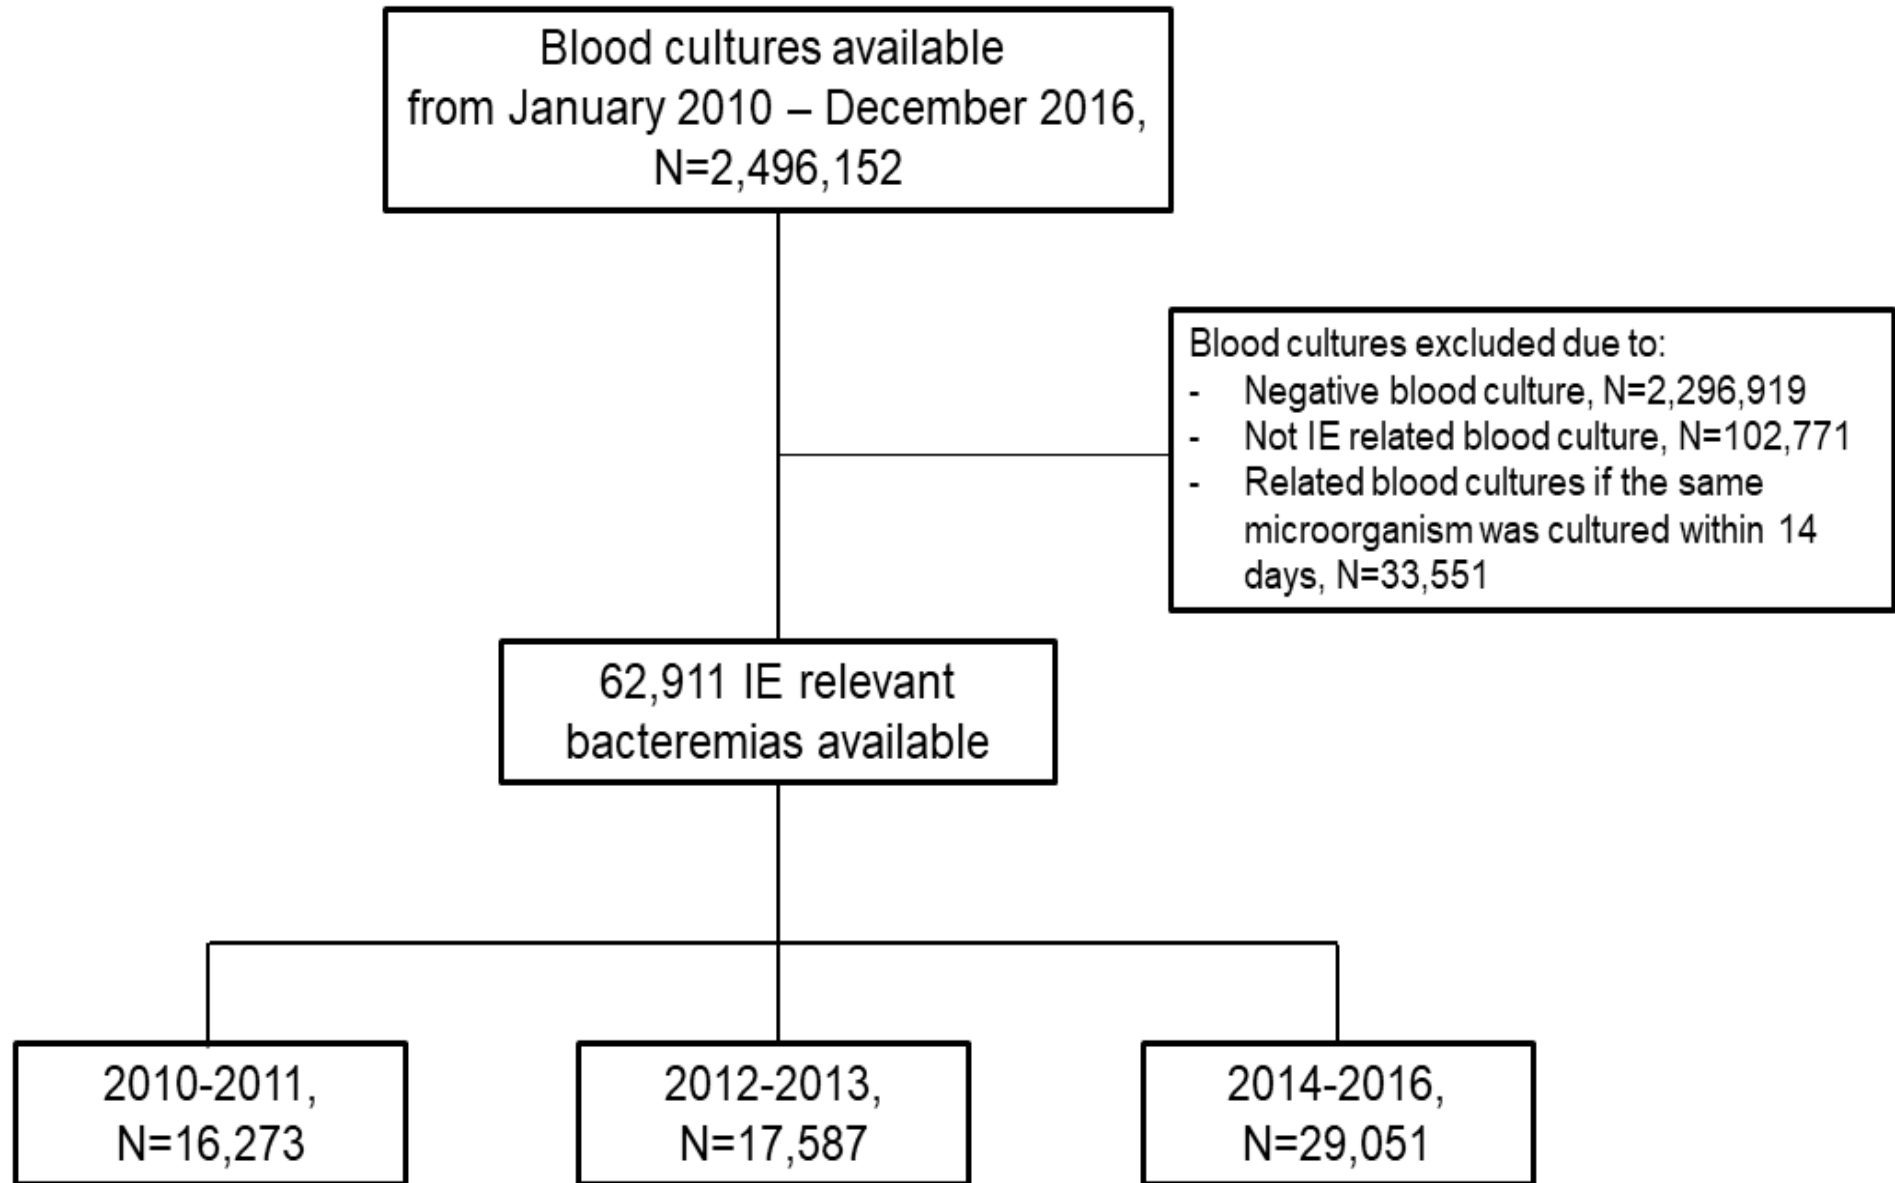 Blood cultures available
from January 2010 – December 2016,
N=2,496,152
Blood cultures excluded due to:
- Negative blood culture, N=2,296,919
- Not IE related blood culture, N=102,771
- Related blood cultures if the same
microorganism was cultured within 14
days, N=33,551
62,911 IE relevant
bacteremias available
2010-2011,
N=16,273
2012-2013,
N=17,587
2014-2016,
N=29,051